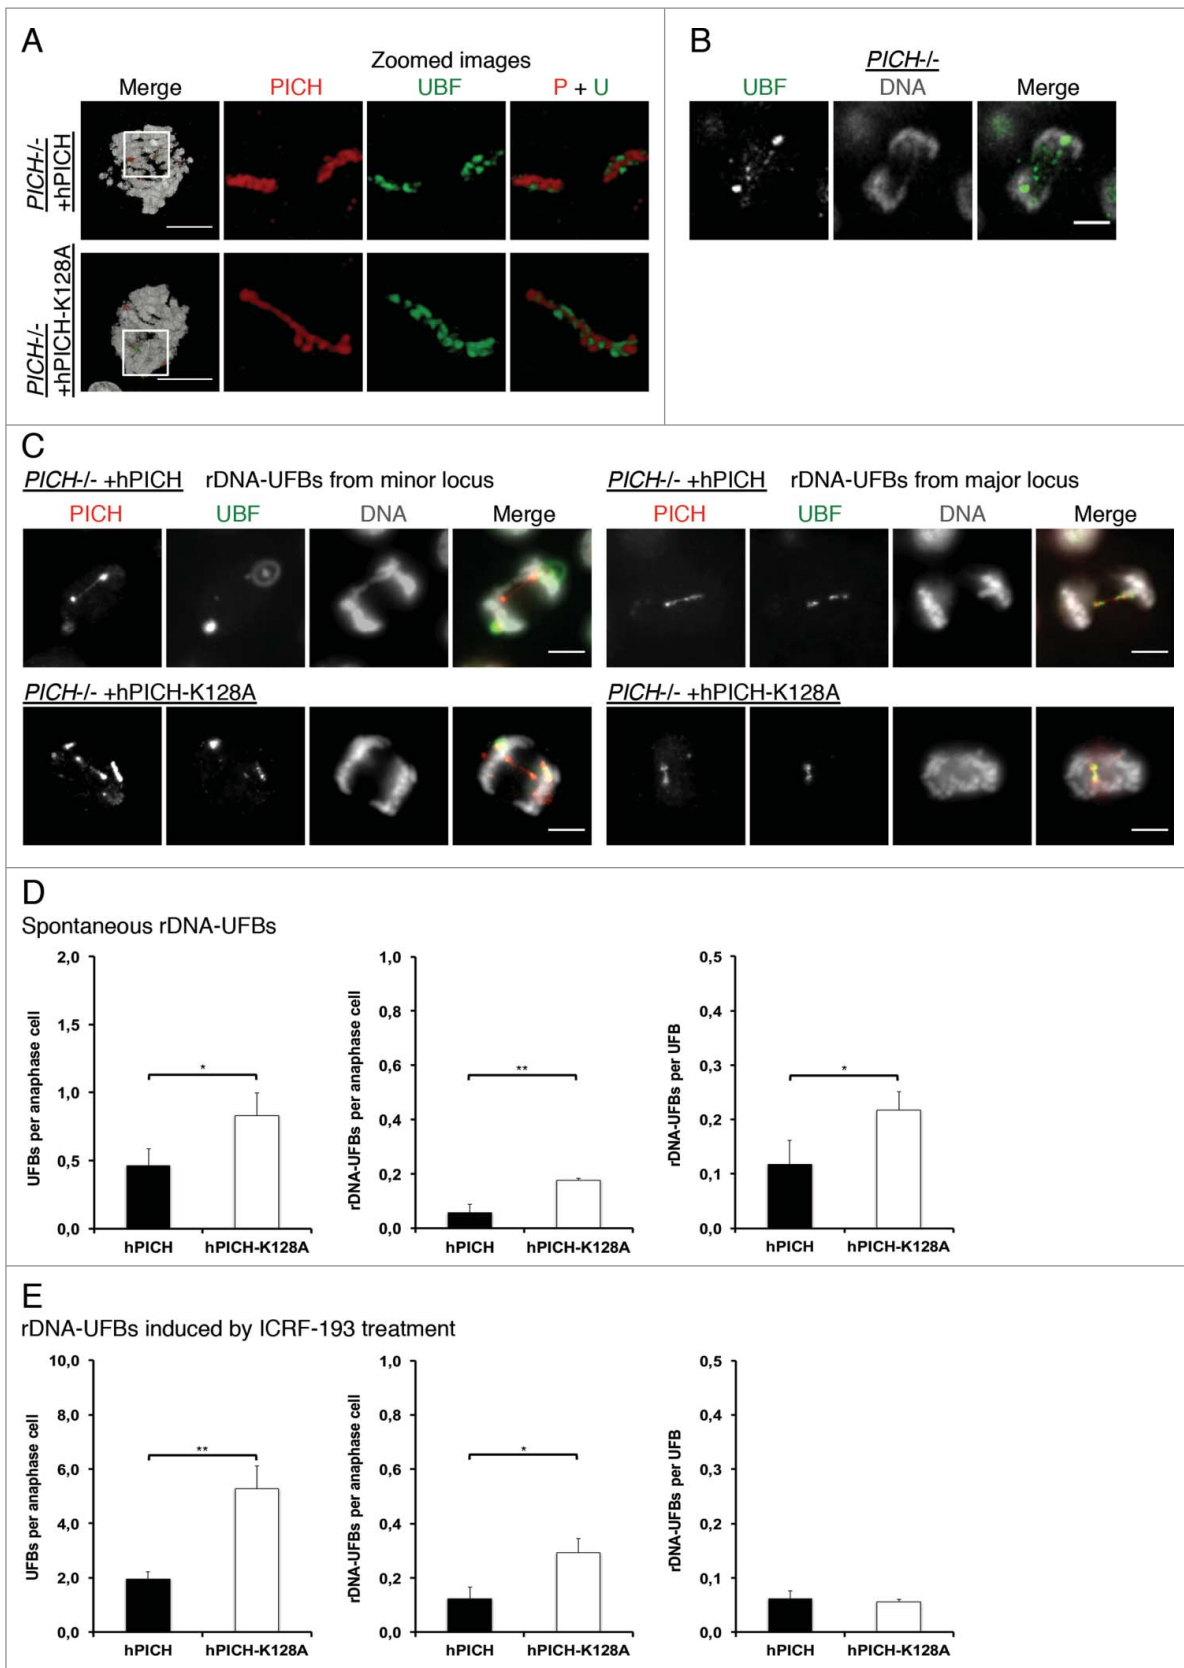 A
Zoomed images
Merge PICH UBF P + U
PICH-/-
+hPICH
PICH-/-
+hPICH-K128A
B
PICH-/-
UBF DNA Merge
C
PICH-/- +hPICH rDNA-UFBs from minor locus
PICH UBF DNA Merge
PICH-/- +hPICH-K128A
PICH-/- +hPICH rDNA-UFBs from major locus
PICH UBF DNA Merge
PICH-/- +hPICH-K128A
D
Spontaneous rDNA-UFBs
UFBs per anaphase cell
2,0
1,5
1,0
0,5
0,0
*
hPICH hPICH-K128A
rDNA-UFBs per anaphase cell
1,0
0,8
0,6
0,4
0,2
0,0
**
hPICH hPICH-K128A
rDNA-UFBs per UFB
0,5
0,4
0,3
0,2
0,1
0,0
*
hPICH hPICH-K128A
E
rDNA-UFBs induced by ICRF-193 treatment
UFBs per anaphase cell
10,0
8,0
6,0
4,0
2,0
0,0
**
hPICH hPICH-K128A
rDNA-UFBs per anaphase cell
1,0
0,8
0,6
0,4
0,2
0,0
*
hPICH hPICH-K128A
rDNA-UFBs per UFB
0,5
0,4
0,3
0,2
0,1
0,0
hPICH hPICH-K128A